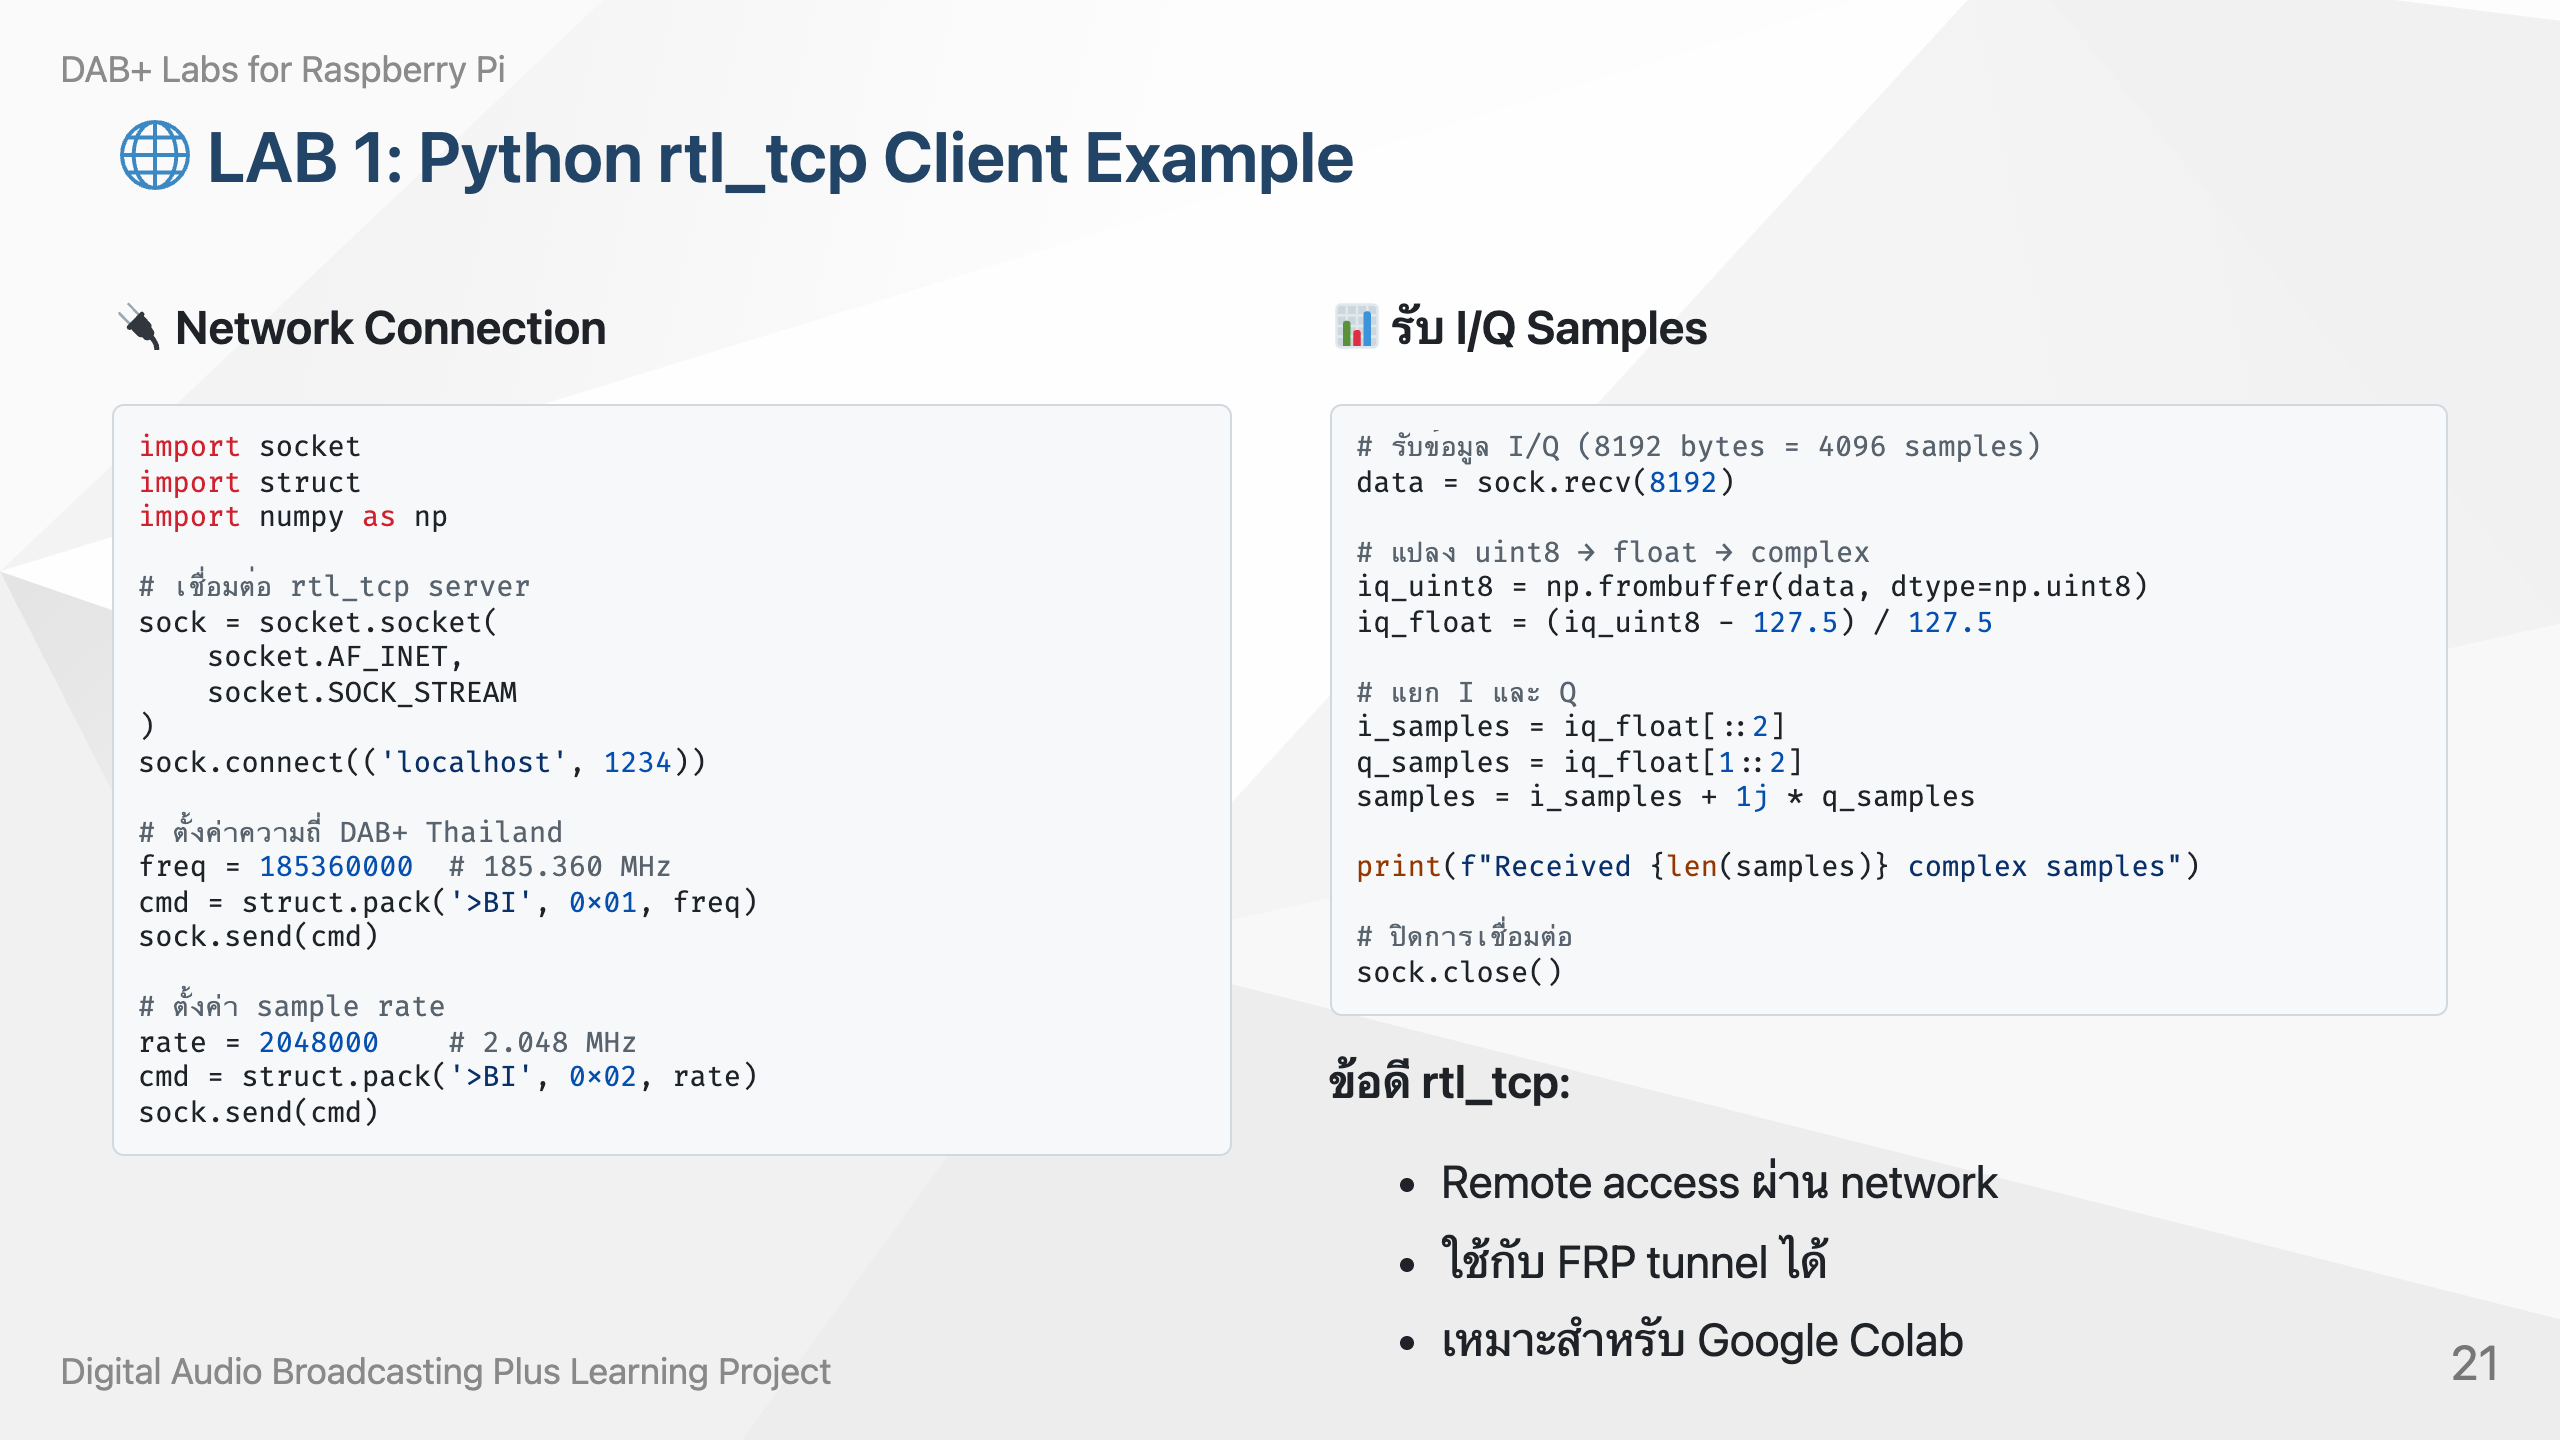 DAB+ Labs for Raspberry Pi
🌐 LAB 1: Python rtl_tcp Client Example
🔌 Network Connection
import socket
import struct
import numpy as np

# เชื่อมต่อ rtl_tcp server
sock = socket.socket(
    socket.AF_INET,
    socket.SOCK_STREAM
)
sock.connect(('localhost', 1234))

# ตั้งค่าความถี่ DAB+ Thailand
freq = 185360000  # 185.360 MHz
cmd = struct.pack('>BI', 0x01, freq)
sock.send(cmd)

# ตั้งค่า sample rate
rate = 2048000    # 2.048 MHz
cmd = struct.pack('>BI', 0x02, rate)
sock.send(cmd)
📊 รับ I/Q Samples
# รับข้อมูล I/Q (8192 bytes = 4096 samples)
data = sock.recv(8192)

# แปลง uint8 → float → complex
iq_uint8 = np.frombuffer(data, dtype=np.uint8)
iq_float = (iq_uint8 - 127.5) / 127.5

# แยก I และ Q
i_samples = iq_float[::2]
q_samples = iq_float[1::2]
samples = i_samples + 1j * q_samples

print(f"Received {len(samples)} complex samples")

# ปิดการเชื่อมต่อ
sock.close()
ข้อดี rtl_tcp:
• Remote access ผ่าน network
• ใช้กับ FRP tunnel ได้
• เหมาะสำหรับ Google Colab
Digital Audio Broadcasting Plus Learning Project
21